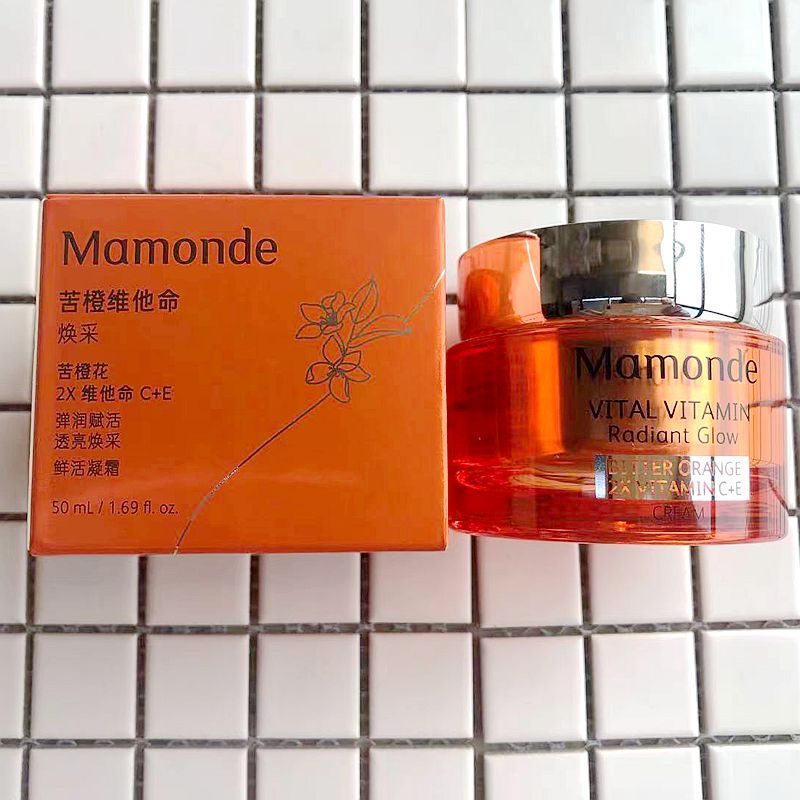 Mamonde
苦橙维他命
焕采
苦橙花
2X 维他命 C+E
弹润赋活
透亮焕采
鲜活凝霜
50 mL / 1.69 fl. oz.
Mamonde
VITAL VITAMIN
Radiant Glow
BITTER ORANGE
2X VITAMIN C+E
CREAM